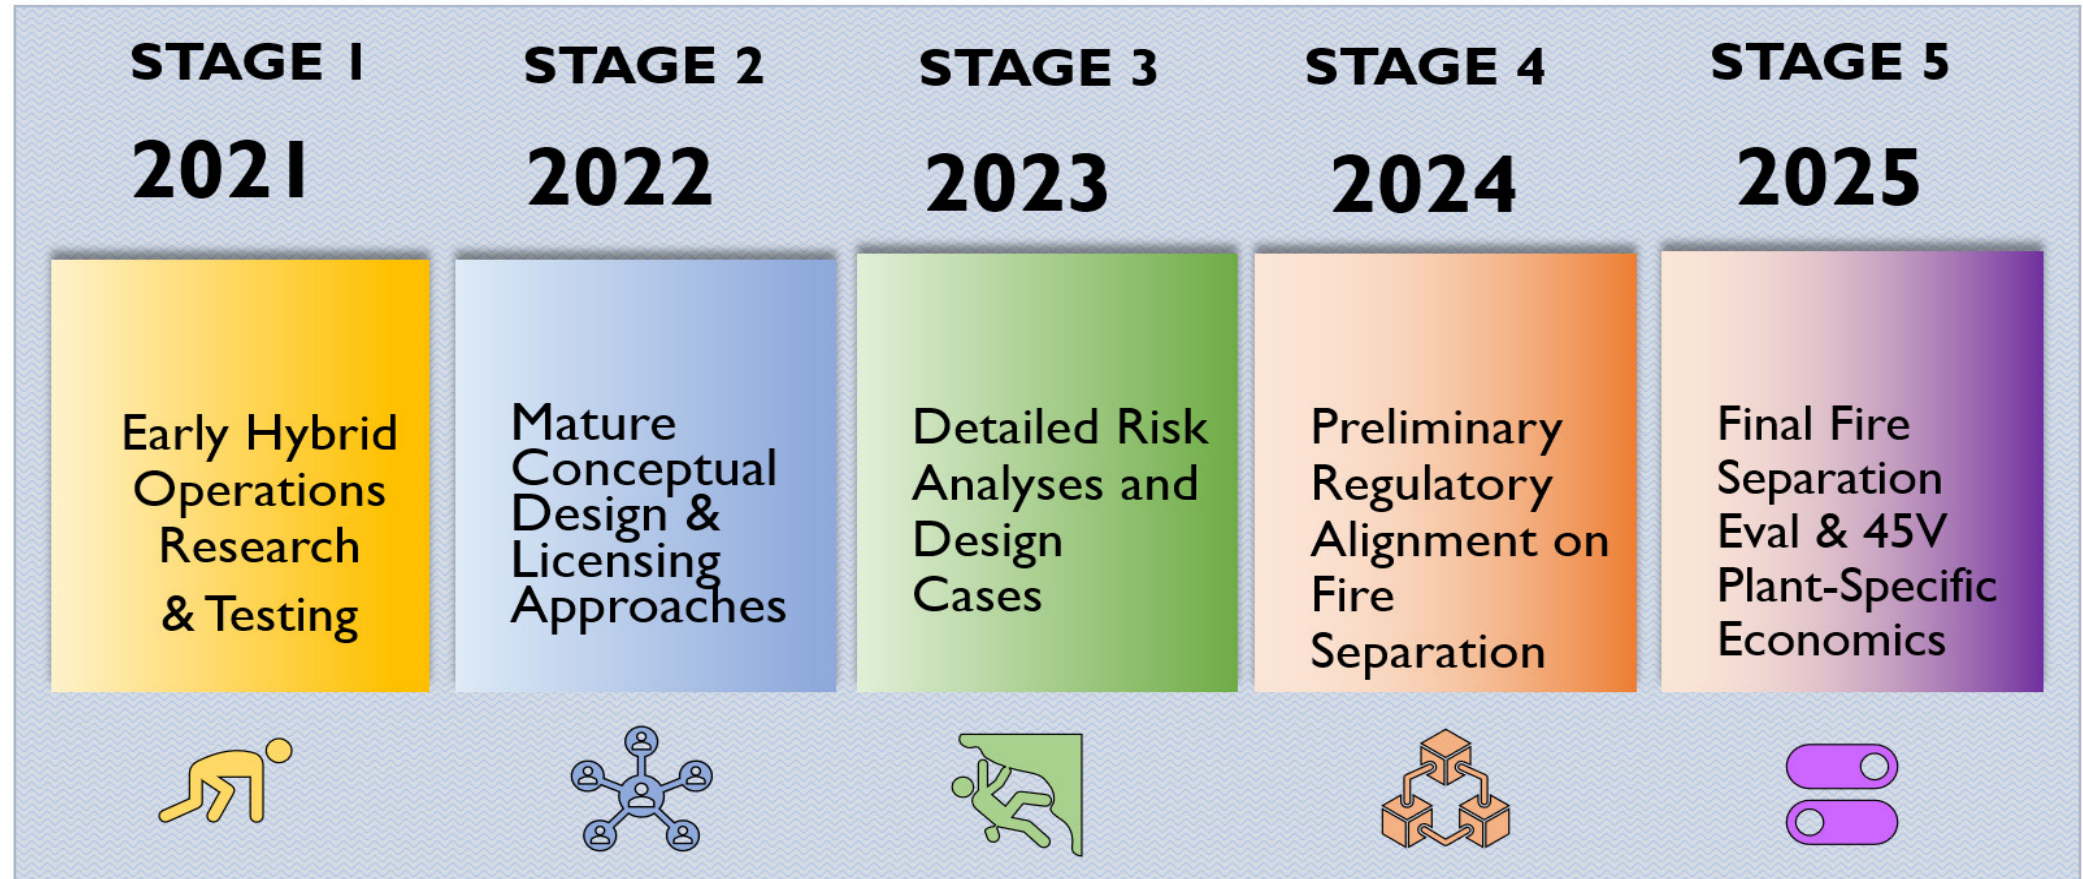 STAGE 1
2021
Early Hybrid
Operations
Research
& Testing
STAGE 2
2022
Mature
Conceptual
Design &
Licensing
Approaches
STAGE 3
2023
Detailed Risk
Analyses and
Design
Cases
STAGE 4
2024
Preliminary
Regulatory
Alignment on
Fire
Separation
STAGE 5
2025
Final Fire
Separation
Eval & 45V
Plant-Specific
Economics